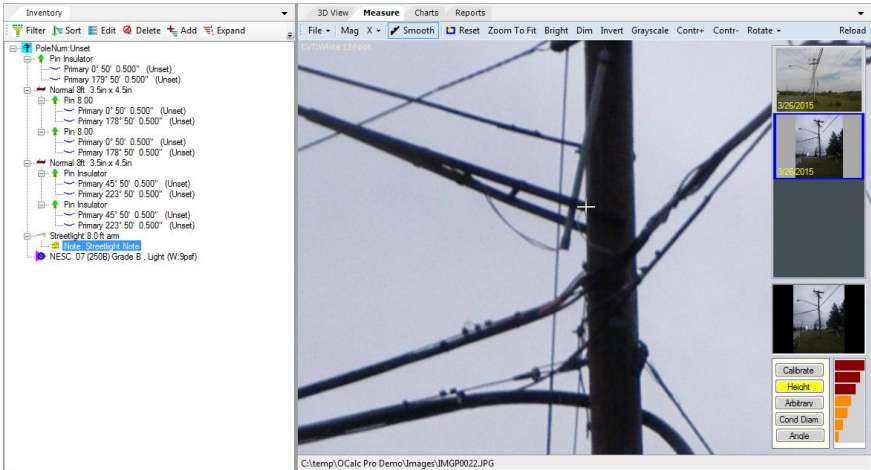 Inventory
Filter Sort Edit Delete Add Expand
PoleNum:Unset
Pin Insulator
Primary 0° 50' 0.500" (Unset)
Primary 179° 50' 0.500" (Unset)
Normal 8ft 3.5in x 4.5in
Pin 8.00
Primary 0° 50' 0.500" (Unset)
Primary 178° 50' 0.500" (Unset)
Pin 8.00
Primary 0° 50' 0.500" (Unset)
Primary 178° 50' 0.500" (Unset)
Normal 8ft 3.5in x 4.5in
Pin Insulator
Primary 45° 50' 0.500" (Unset)
Primary 223° 50' 0.500" (Unset)
Pin Insulator
Primary 45° 50' 0.500" (Unset)
Primary 223° 50' 0.500" (Unset)
Streetlight 8.0 ft arm
Note: Streetlight Note
NESC 07 (250B) Grade B , Light (W:9psf)
3D View Measure Charts Reports
File Mag X Smooth Reset Zoom To Fit Bright Dim Invert Grayscale Contr+ Contr- Rotate Reload
3/26/2015
3/26/2015
Calibrate
Height
Arbitrary
Cond Diam
Angle
C:\temp\OCalc Pro Demo\Images\IMGP0022.JPG